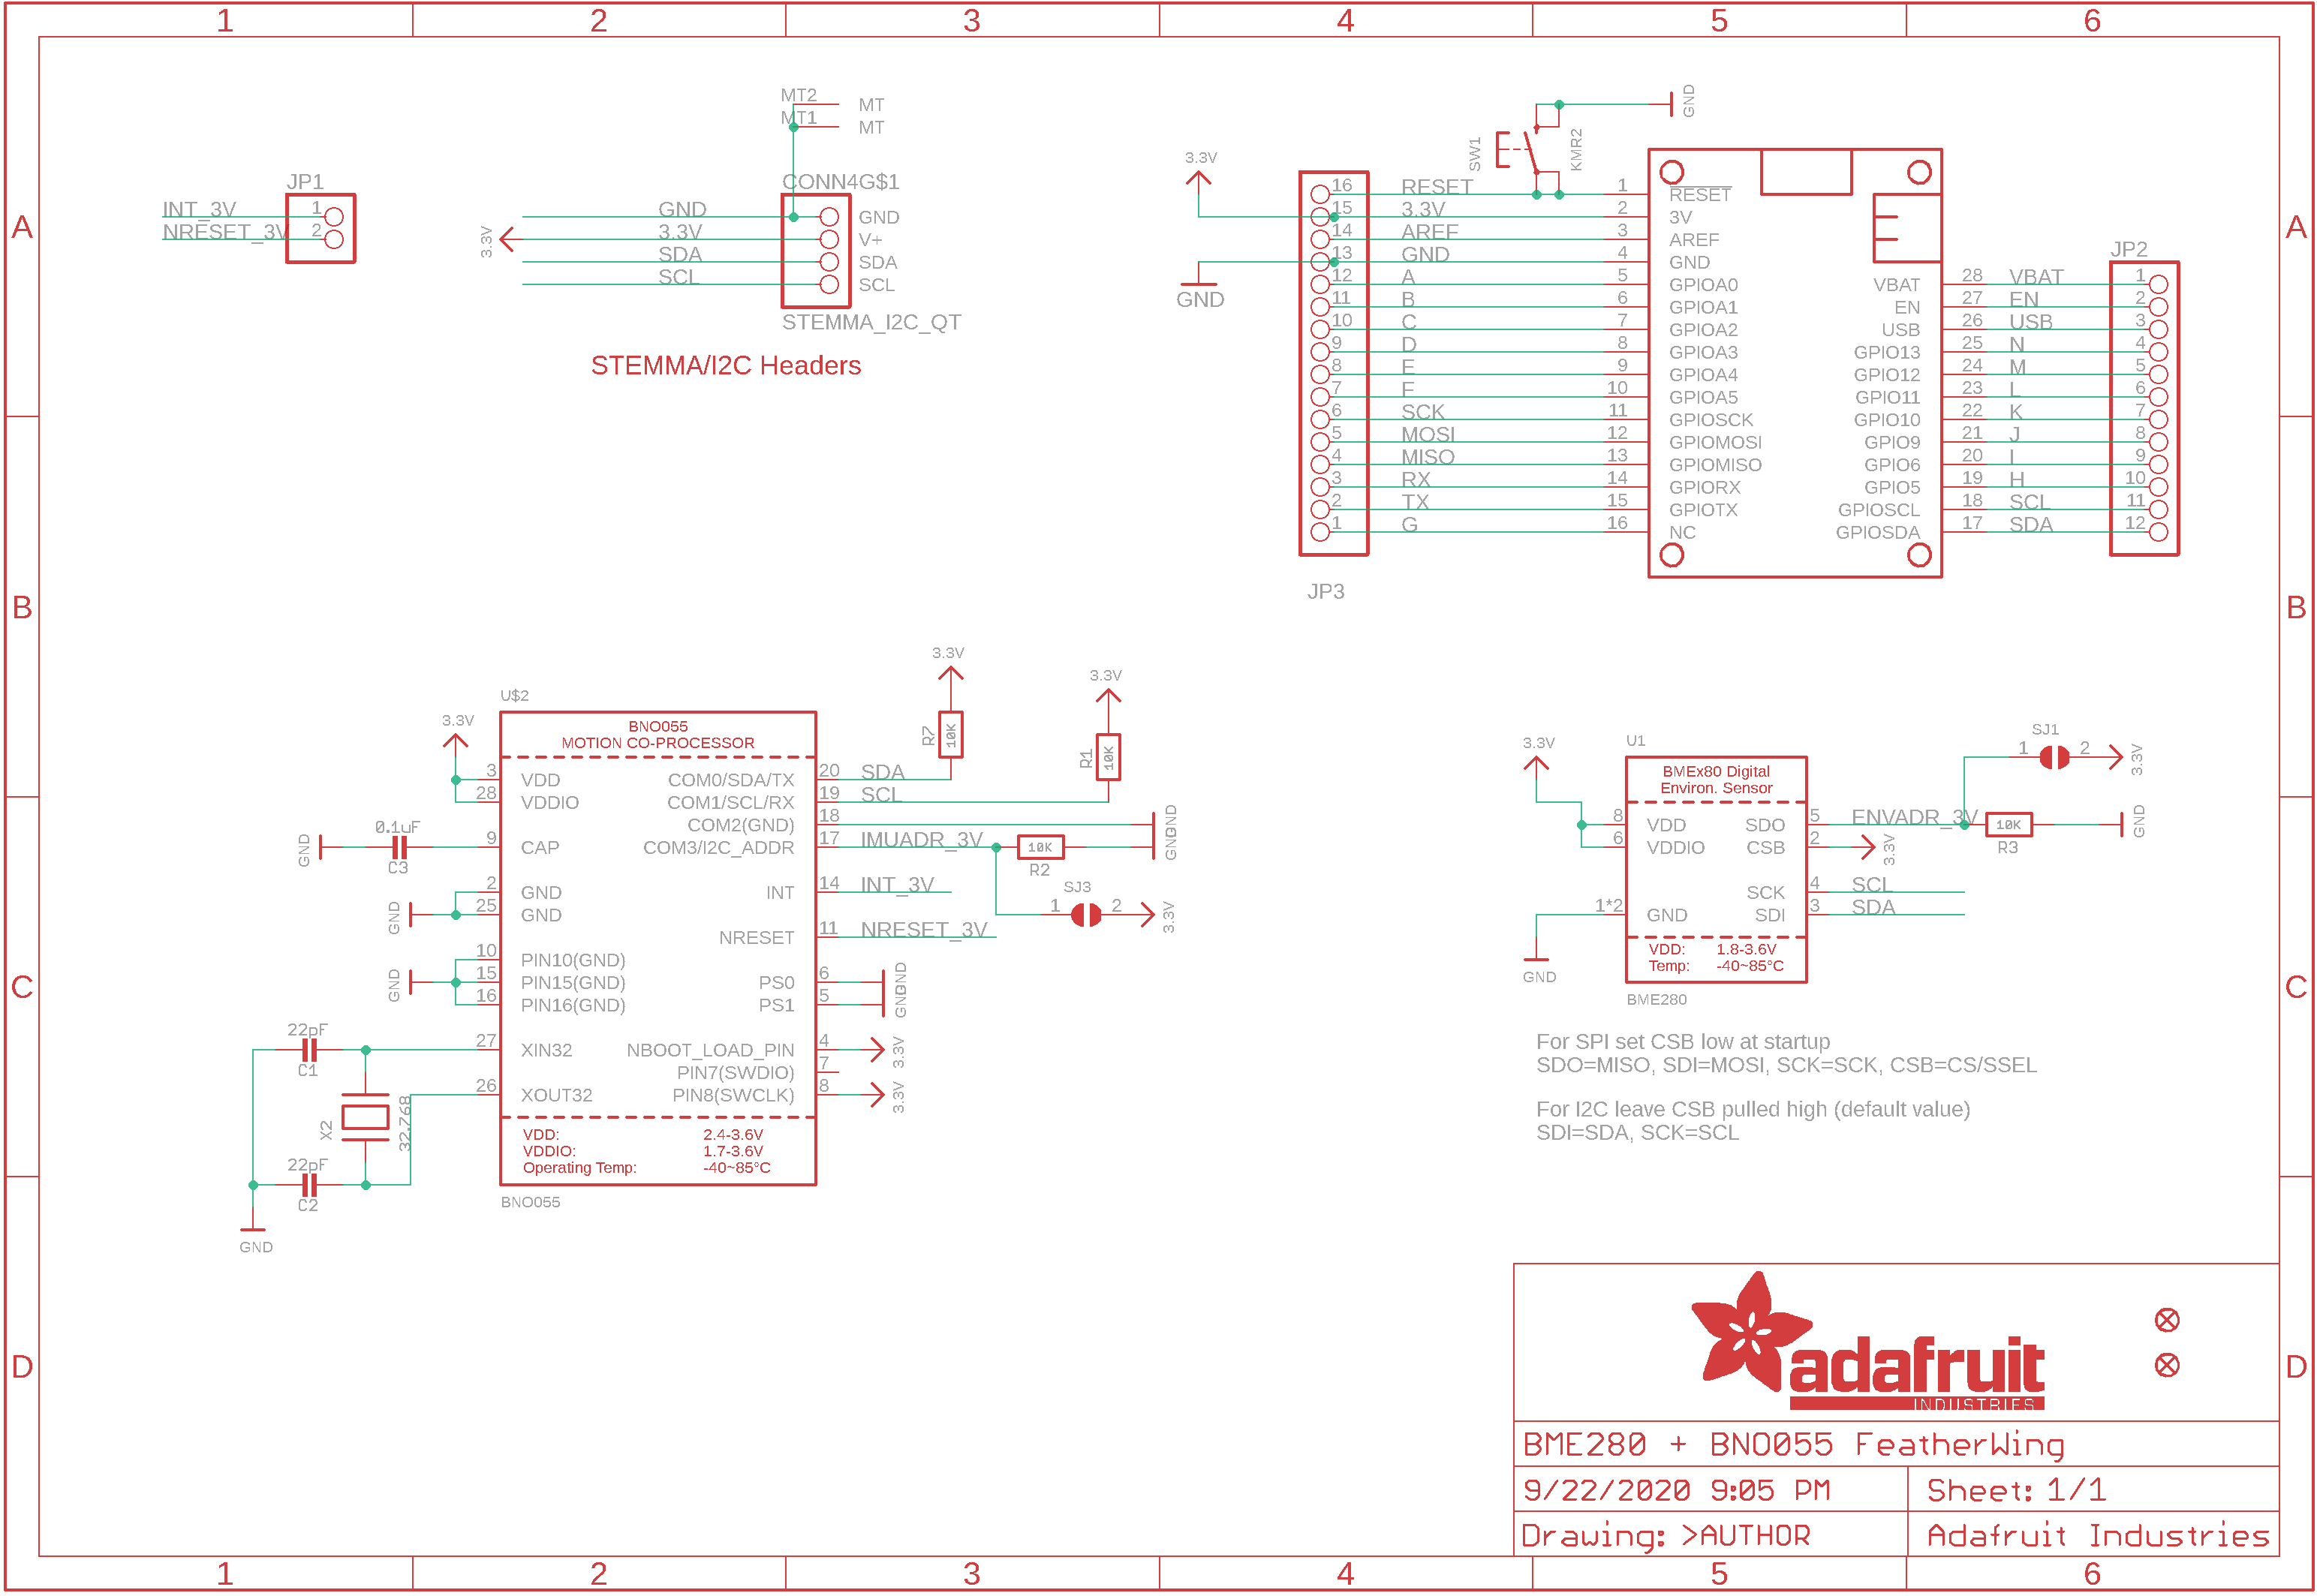 1 2 3 4 5 6
A
B
C
D
A
B
C
D
JP1
INT_3V 1
NRESET_3V 2
MT2 MT
MT1 MT
CONN4G$1
GND GND
3.3V 3.3V V+
SDA SDA
SCL SCL
STEMMA_I2C_QT
STEMMA/I2C Headers
GND
SW1 KMR2
3.3V
GND
16 RESET 1 RESET
15 3.3V 2 3V
14 AREF 3 AREF
13 GND 4 GND
12 A 5 GPIOA0
11 B 6 GPIOA1
10 C 7 GPIOA2
9 D 8 GPIOA3
8 E 9 GPIOA4
7 F 10 GPIOA5
6 SCK 11 GPIOSCK
5 MOSI 12 GPIOMOSI
4 MISO 13 GPIOMISO
3 RX 14 GPIORX
2 TX 15 GPIOTX
1 G 16 NC
JP3
JP2
VBAT 28 VBAT 1
EN 27 EN 2
USB 26 USB 3
GPIO13 25 N 4
GPIO12 24 M 5
GPIO11 23 L 6
GPIO10 22 K 7
GPIO9 21 J 8
GPIO6 20 I 9
GPIO5 19 H 10
GPIOSCL 18 SCL 11
GPIOSDA 17 SDA 12
U$2
BNO055
MOTION CO-PROCESSOR
3.3V
3 VDD
28 VDDIO
GND 0.1uF C3 9 CAP
2 GND
GND 25 GND
10 PIN10(GND)
GND 15 PIN15(GND)
16 PIN16(GND)
22pF C1 27 XIN32
X2 32.768
26 XOUT32
22pF C2
GND
3.3V
R7 10K
3.3V
R1 10K
COM0/SDA/TX 20 SDA
COM1/SCL/RX 19 SCL
COM2(GND) 18 GND
COM3/I2C_ADDR 17 IMUADR_3V 10K R2 GND
SJ3
1 2 3.3V
INT 14 INT_3V
NRESET 11 NRESET_3V
PS0 6 GND
PS1 5 GND
NBOOT_LOAD_PIN 4 3.3V
PIN7(SWDIO) 7
PIN8(SWCLK) 8 3.3V
VDD: 2.4-3.6V
VDDIO: 1.7-3.6V
Operating Temp: -40~85°C
BNO055
3.3V
U1
BMEx80 Digital
Environ. Sensor
8 VDD
6 VDDIO
1*2 GND
GND
SJ1
1 2 3.3V
SDO 5 ENVADR_3V 10K R3 GND
CSB 2 3.3V
SCK 4 SCL
SDI 3 SDA
VDD: 1.8-3.6V
Temp: -40~85°C
BME280
For SPI set CSB low at startup
SDO=MISO, SDI=MOSI, SCK=SCK, CSB=CS/SSEL
For I2C leave CSB pulled high (default value)
SDI=SDA, SCK=SCL
adafruit
INDUSTRIES
BME280 + BNO055 FeatherWing
9/22/2020 9:05 PM Sheet: 1/1
Drawing: >AUTHOR Adafruit Industries
1 2 3 4 5 6